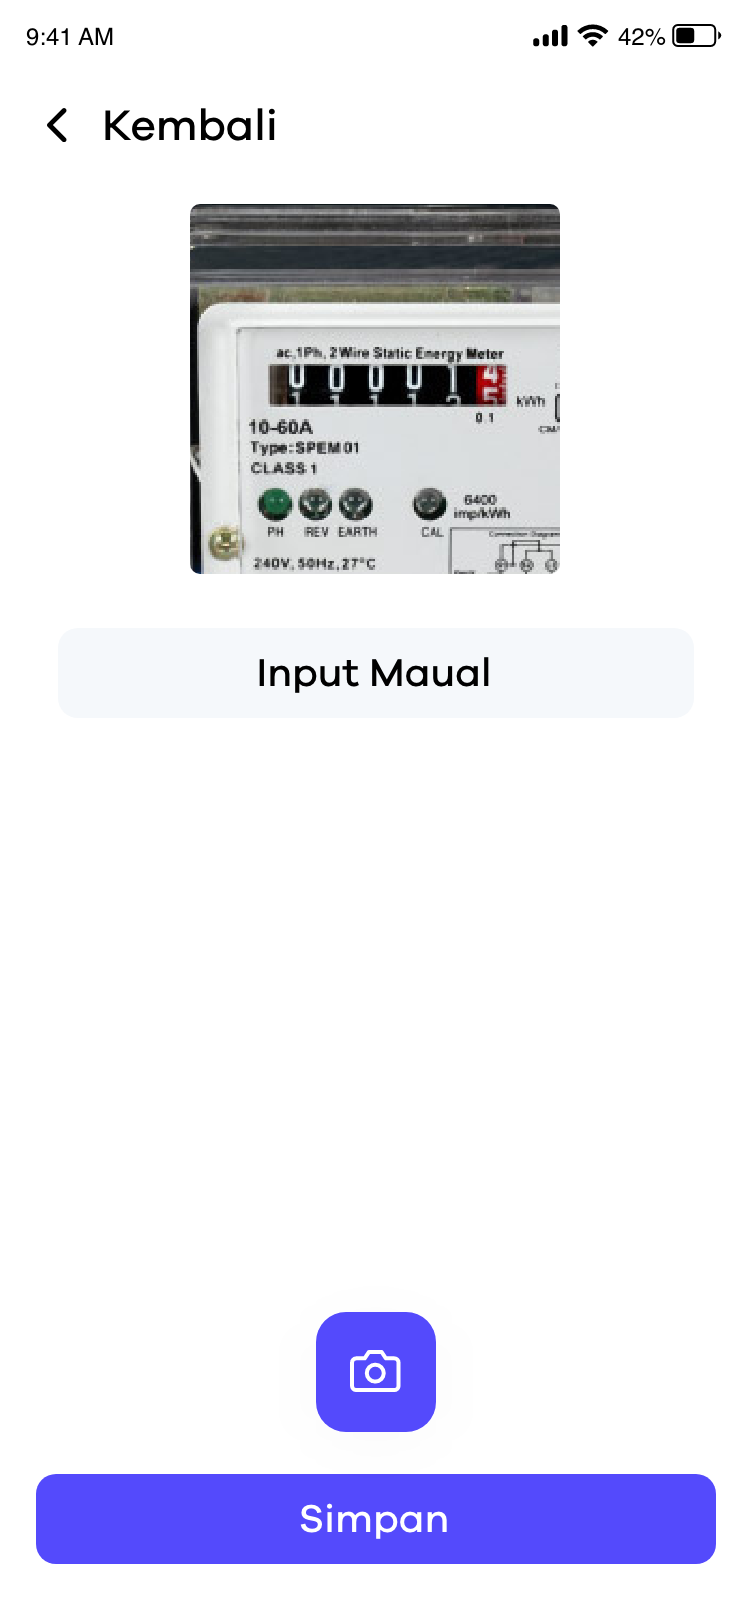 9:41 AM
42%
Kembali
ac,1Ph, 2Wire Static Energy Meter
0 0 0 0 1
kWh
0.1
10-60A
Type:SPEM01
CLASS 1
6400
imp/kWh
PH REV EARTH CAL
Connection Diagram
240V, 50Hz, 27°C
Input Maual
Simpan